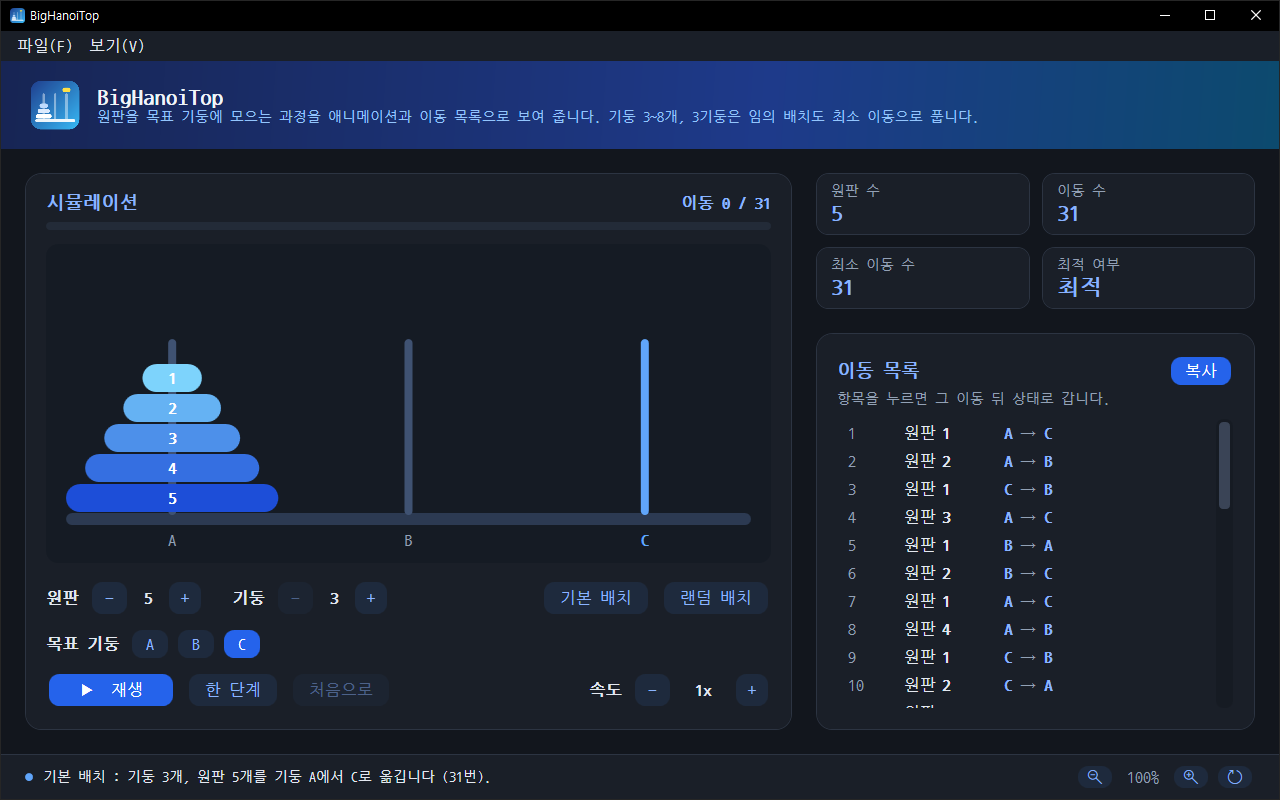 BigHanoiTop
파일(F) 보기(V)
BigHanoiTop
원판을 목표 기둥에 모으는 과정을 애니메이션과 이동 목록으로 보여 줍니다. 기둥 3~8개, 3기둥은 임의 배치도 최소 이동으로 풉니다.
시뮬레이션 이동 0 / 31
1
2
3
4
5
A B C
원판 − 5 + 기둥 − 3 + 기본 배치 랜덤 배치
목표 기둥 A B C
▶ 재생 한 단계 처음으로 속도 − 1x +
원판 수
5
이동 수
31
최소 이동 수
31
최적 여부
최적
이동 목록 복사
항목을 누르면 그 이동 뒤 상태로 갑니다.
1 원판 1 A → C
2 원판 2 A → B
3 원판 1 C → B
4 원판 3 A → C
5 원판 1 B → A
6 원판 2 B → C
7 원판 1 A → C
8 원판 4 A → B
9 원판 1 C → B
10 원판 2 C → A
기본 배치 : 기둥 3개, 원판 5개를 기둥 A에서 C로 옮깁니다 (31번). 100%